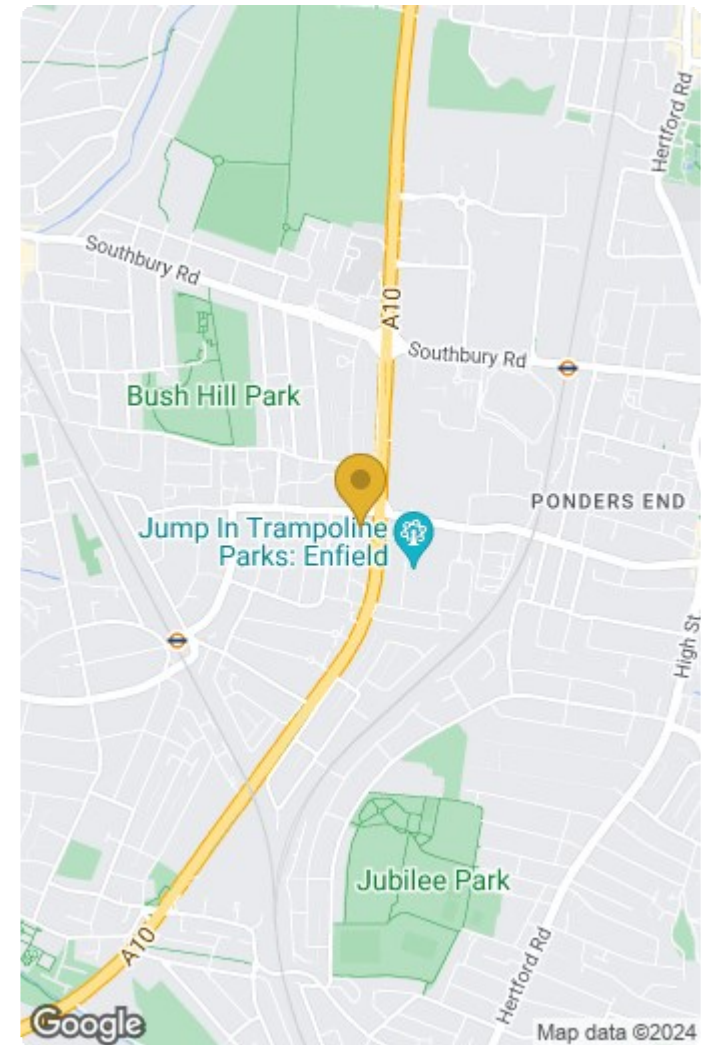 Hertford Rd
Southbury Rd
A10
Southbury Rd
Bush Hill Park
PONDERS END
Jump In Trampoline
Parks: Enfield
High St
Jubilee Park
A10
Hertford Rd
Google
Map data ©2024